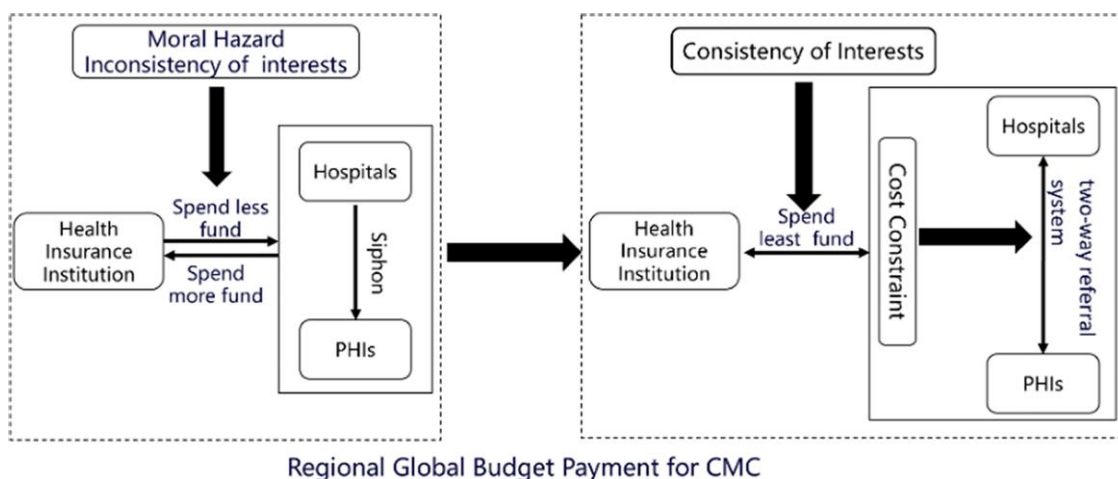 Moral Hazard
Inconsistency of interests
Hospitals
Siphon
PHIs
Health
Insurance
Institution
Spend less
fund
Spend
more fund
Consistency of Interests
Health
Insurance
Institution
Spend
least fund
Cost Constraint
Hospitals
two-way referral
system
PHIs
Regional Global Budget Payment for CMC